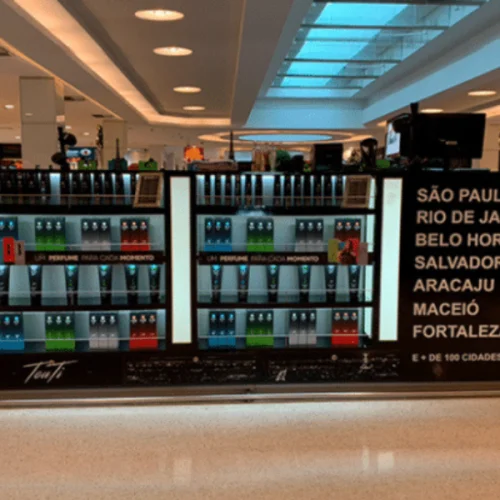 UM PERFUME PARA CADA MOMENTO
UM PERFUME PARA CADA MOMENTO
SÃO PAUL
RIO DE JA
BELO HOR
SALVADOR
ARACAJU
MACEIÓ
FORTALEZ
E + DE 100 CIDADES
TeuTi